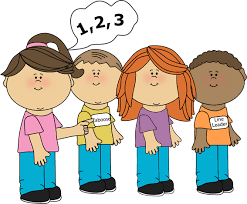 1, 2, 3
Caboose
Line
Leader